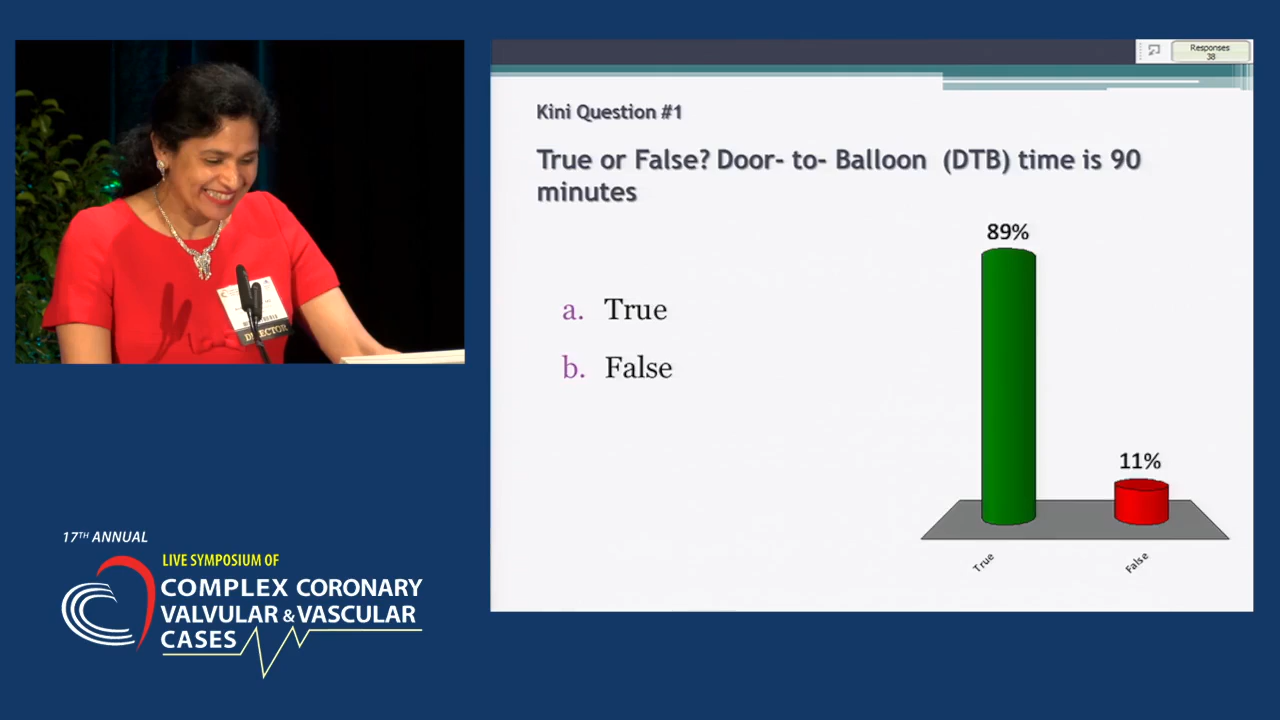 Responses
38
Kini Question #1
True or False? Door- to- Balloon (DTB) time is 90
minutes
89%
11%
a. True
b. False
True
False
DIRECTOR
17TH ANNUAL
LIVE SYMPOSIUM OF
COMPLEX CORONARY
VALVULAR & VASCULAR
CASES